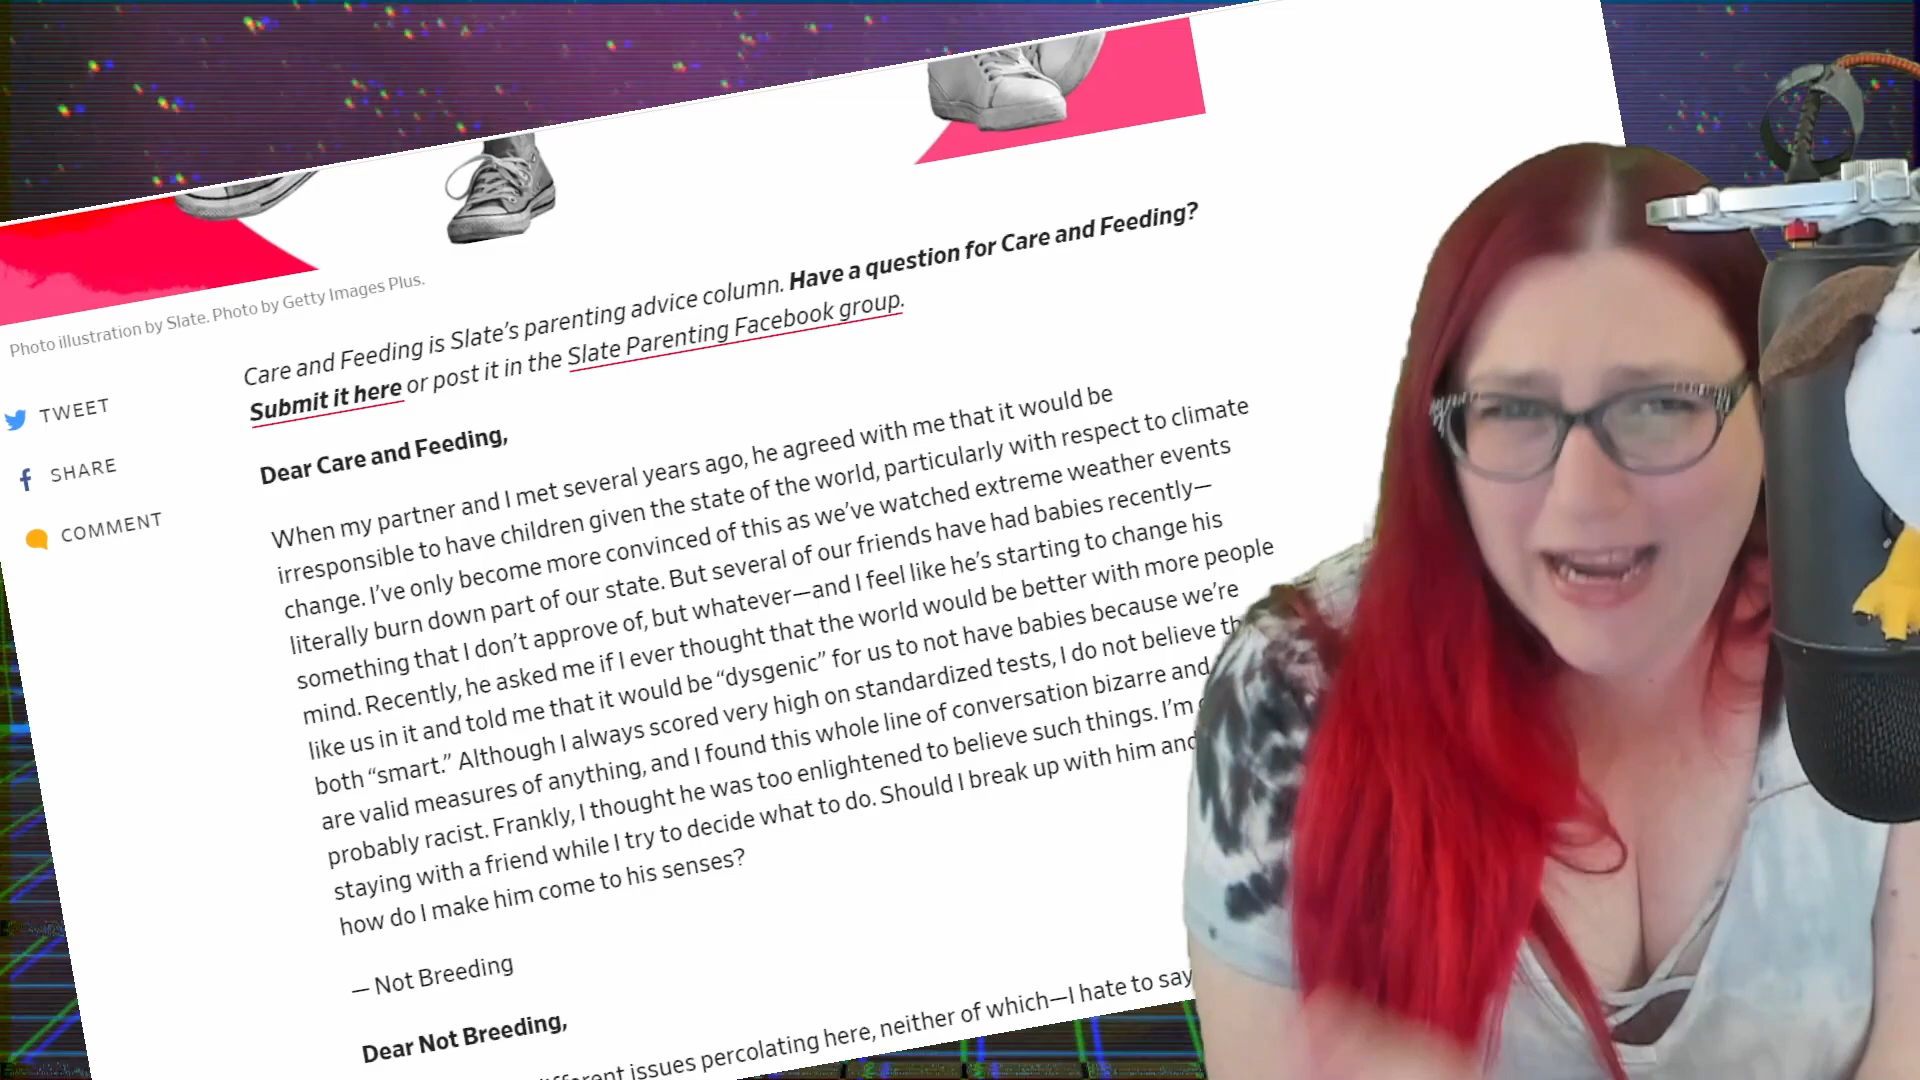 Photo illustration by Slate. Photo by Getty Images Plus.
TWEET
SHARE
COMMENT
Care and Feeding is Slate’s parenting advice column. Have a question for Care and Feeding?
Submit it here or post it in the Slate Parenting Facebook group.
Dear Care and Feeding,
When my partner and I met several years ago, he agreed with me that it would be
irresponsible to have children given the state of the world, particularly with respect to climate
change. I’ve only become more convinced of this as we’ve watched extreme weather events
literally burn down part of our state. But several of our friends have had babies recently—
something that I don’t approve of, but whatever—and I feel like he’s starting to change his
mind. Recently, he asked me if I ever thought that the world would be better with more people
like us in it and told me that it would be “dysgenic” for us to not have babies because we’re
both “smart.” Although I always scored very high on standardized tests, I do not believe
are valid measures of anything, and I found this whole line of conversation bizarre and
probably racist. Frankly, I thought he was too enlightened to believe such things. I’m
staying with a friend while I try to decide what to do. Should I break up with him and
how do I make him come to his senses?
— Not Breeding
Dear Not Breeding,
issues percolating here, neither of which—I hate to say